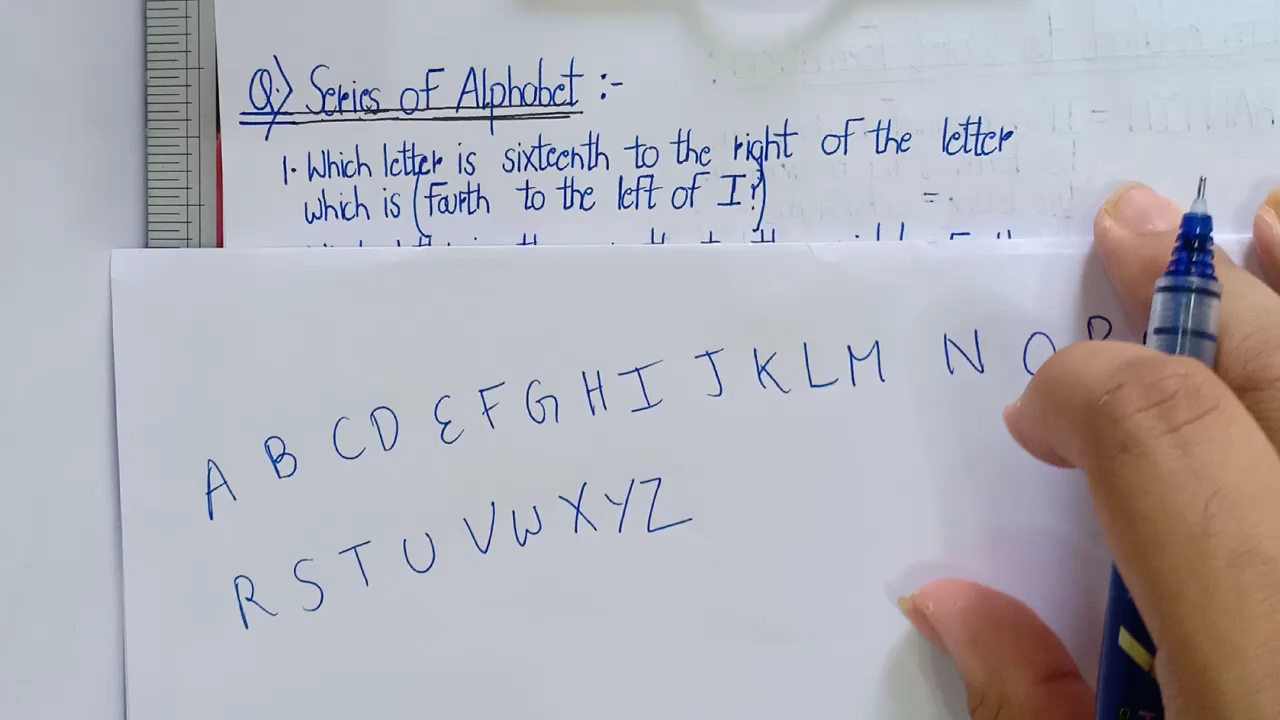 Q.) Series of Alphabet :-
1. Which letter is sixteenth to the right of the letter
which is (fourth to the left of I?)
=
A B C D E F G H I J K L M N O P
R S T U V W X Y Z